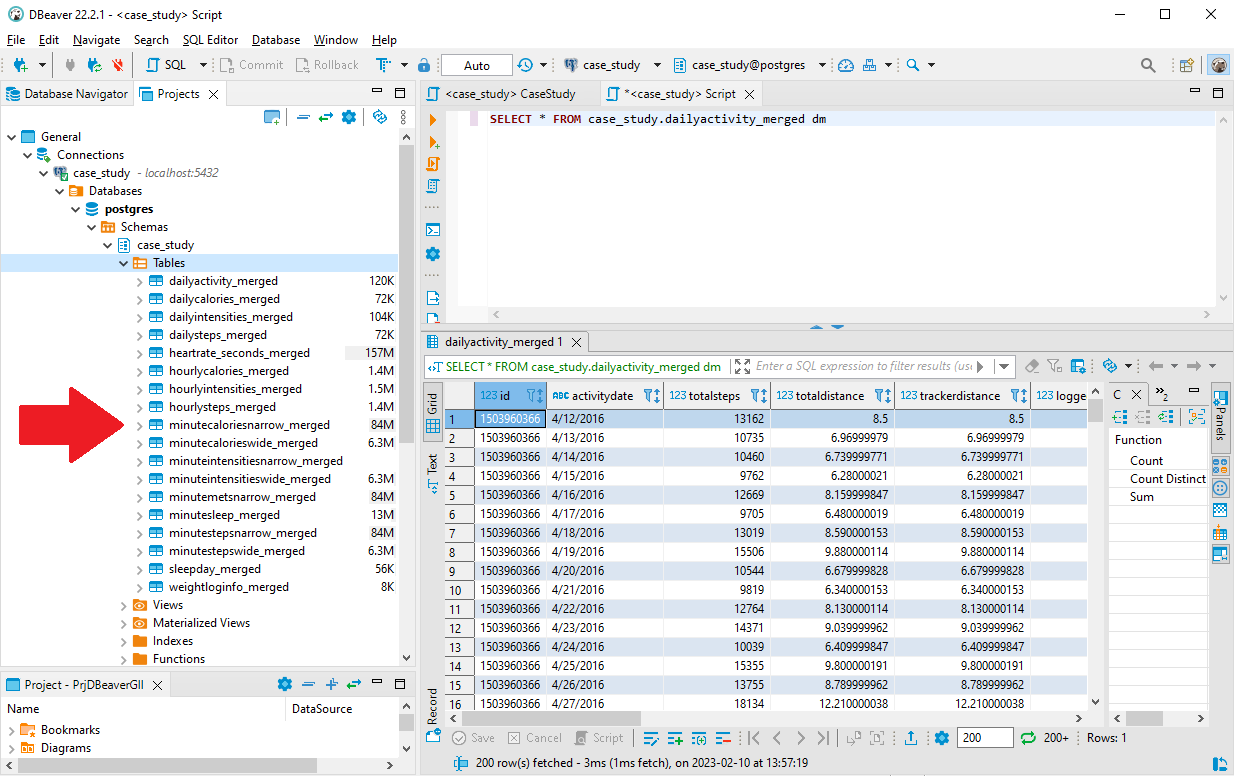 DBeaver 22.2.1 - <case_study> Script
File Edit Navigate Search SQL Editor Database Window Help
SQL Commit Rollback Auto case_study case_study@postgres
Database Navigator Projects
General
Connections
case_study - localhost:5432
Databases
postgres
Schemas
case_study
Tables
dailyactivity_merged 120K
dailycalories_merged 72K
dailyintensities_merged 104K
dailysteps_merged 72K
heartrate_seconds_merged 157M
hourlycalories_merged 1.4M
hourlyintensities_merged 1.5M
hourlysteps_merged 1.4M
minutecaloriesnarrow_merged 84M
minutecalorieswide_merged 6.3M
minuteintensitiesnarrow_merged
minuteintensitieswide_merged 6.3M
minutemetsnarrow_merged 84M
minutesleep_merged 13M
minutestepsnarrow_merged 84M
minutestepswide_merged 6.3M
sleepday_merged 56K
weightloginfo_merged 8K
Views
Materialized Views
Indexes
Functions
Project - PrjDBeaverGII
Name DataSource
Bookmarks
Diagrams
<case_study> CaseStudy *<case_study> Script
SELECT * FROM case_study.dailyactivity_merged dm
dailyactivity_merged 1
SELECT * FROM case_study.dailyactivity_merged dm Enter a SQL expression to filter results (use
Grid
Text
Record
123 id ABC activitydate 123 totalsteps 123 totaldistance 123 trackerdistance 123 logge
1 1503960366 4/12/2016 13162 8.5 8.5
2 1503960366 4/13/2016 10735 6.96999979 6.96999979
3 1503960366 4/14/2016 10460 6.739999771 6.739999771
4 1503960366 4/15/2016 9762 6.28000021 6.28000021
5 1503960366 4/16/2016 12669 8.159999847 8.159999847
6 1503960366 4/17/2016 9705 6.480000019 6.480000019
7 1503960366 4/18/2016 13019 8.590000153 8.590000153
8 1503960366 4/19/2016 15506 9.880000114 9.880000114
9 1503960366 4/20/2016 10544 6.679999828 6.679999828
10 1503960366 4/21/2016 9819 6.340000153 6.340000153
11 1503960366 4/22/2016 12764 8.130000114 8.130000114
12 1503960366 4/23/2016 14371 9.039999962 9.039999962
13 1503960366 4/24/2016 10039 6.409999847 6.409999847
14 1503960366 4/25/2016 15355 9.800000191 9.800000191
15 1503960366 4/26/2016 13755 8.789999962 8.789999962
16 1503960366 4/27/2016 18134 12.210000038 12.210000038
C »2
Function
Count
Count Distinct
Sum
Panels
Save Cancel Script 200 200+ Rows: 1
200 row(s) fetched - 3ms (1ms fetch), on 2023-02-10 at 13:57:19